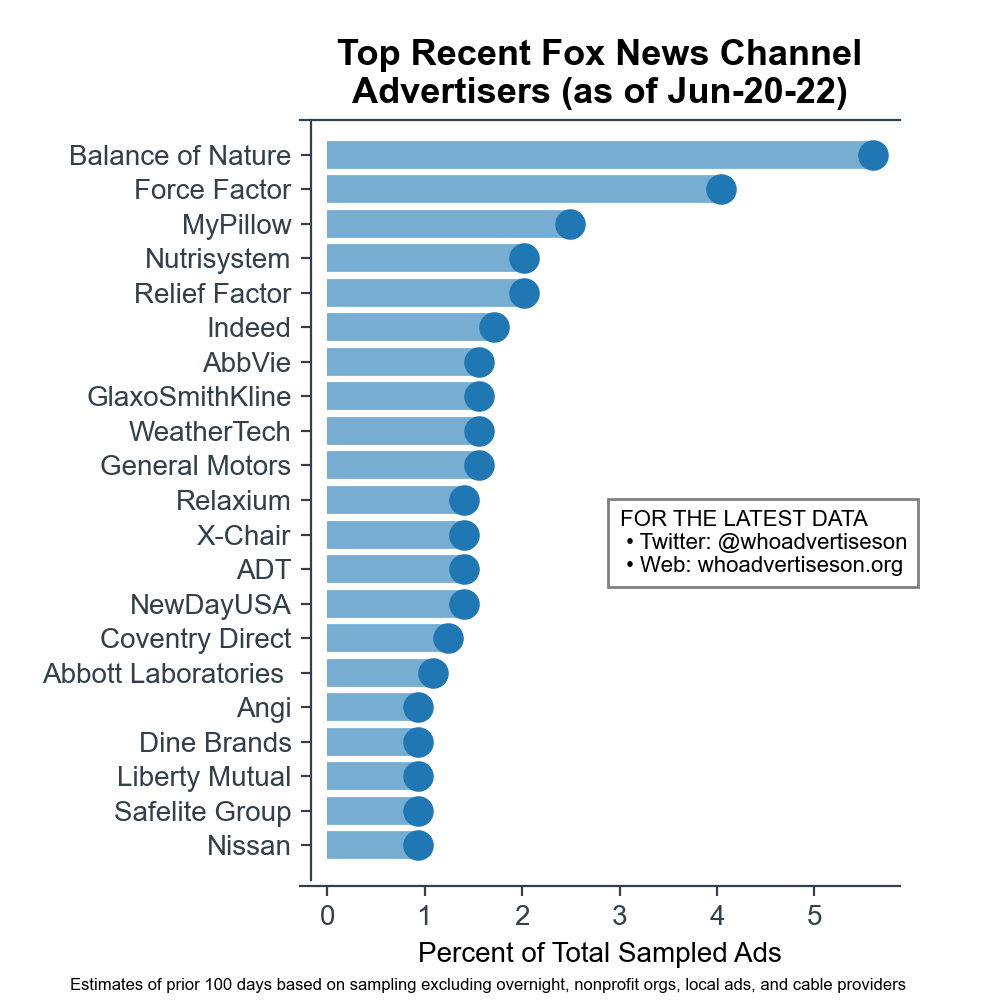 Top Recent Fox News Channel
Advertisers (as of Jun-20-22)
Balance of Nature
Force Factor
MyPillow
Nutrisystem
Relief Factor
Indeed
AbbVie
GlaxoSmithKline
WeatherTech
General Motors
Relaxium
X-Chair
ADT
NewDayUSA
Coventry Direct
Abbott Laboratories
Angi
Dine Brands
Liberty Mutual
Safelite Group
Nissan
FOR THE LATEST DATA
• Twitter: @whoadvertiseson
• Web: whoadvertiseson.org
0 1 2 3 4 5
Percent of Total Sampled Ads
Estimates of prior 100 days based on sampling excluding overnight, nonprofit orgs, local ads, and cable providers